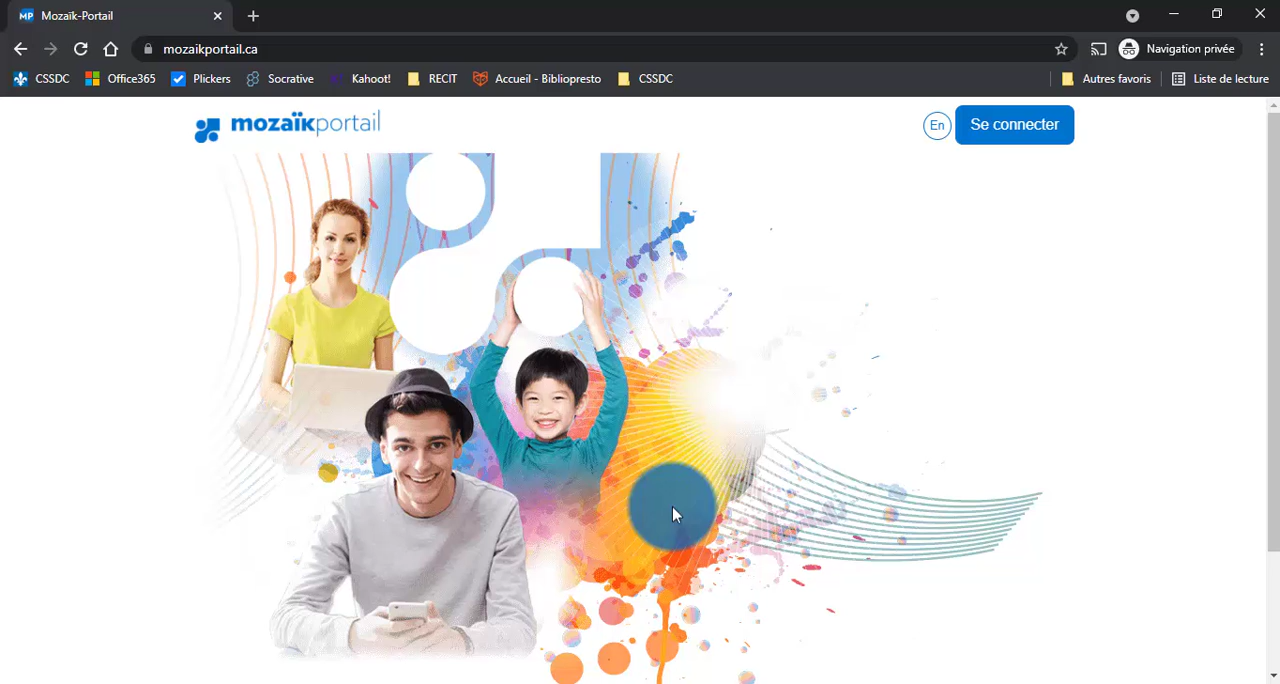 MP Mozaïk-Portail
mozaikportail.ca
Navigation privée
CSSDC
Office365
Plickers
Socrative
Kahoot!
RECIT
Accueil - Bibliopresto
CSSDC
Autres favoris
Liste de lecture
mozaïkportail
En
Se connecter